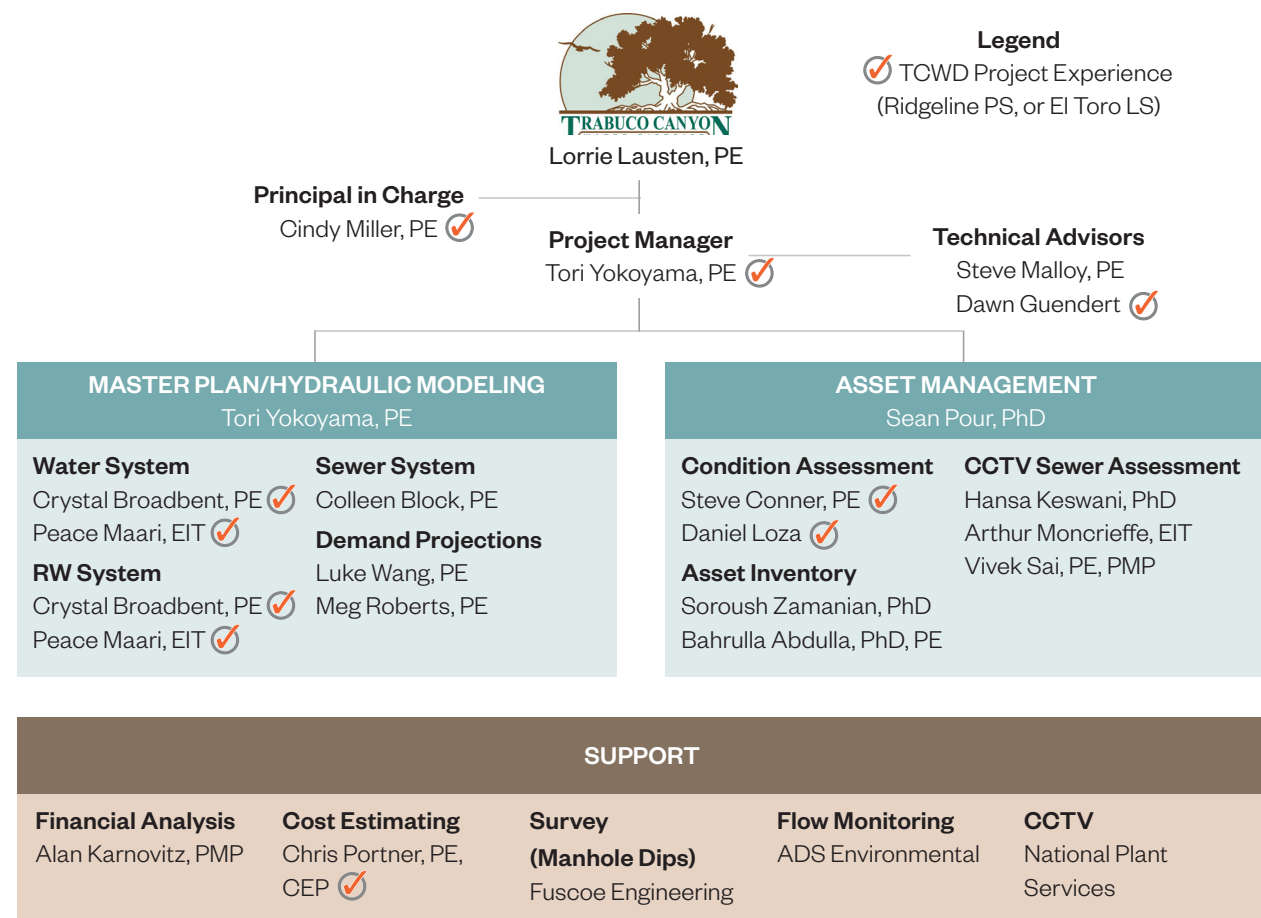 TRABUCO CANYON
Lorrie Lausten, PE
Legend
TCWD Project Experience
(Ridgeline PS, or El Toro LS)
Principal in Charge
Cindy Miller, PE
Project Manager
Tori Yokoyama, PE
Technical Advisors
Steve Malloy, PE
Dawn Guendert
MASTER PLAN/HYDRAULIC MODELING
Tori Yokoyama, PE
Water System
Crystal Broadbent, PE
Peace Maari, EIT
RW System
Crystal Broadbent, PE
Peace Maari, EIT
Sewer System
Colleen Block, PE
Demand Projections
Luke Wang, PE
Meg Roberts, PE
ASSET MANAGEMENT
Sean Pour, PhD
Condition Assessment
Steve Conner, PE
Daniel Loza
Asset Inventory
Soroush Zamanian, PhD
Bahrulla Abdulla, PhD, PE
CCTV Sewer Assessment
Hansa Keswani, PhD
Arthur Moncrieffe, EIT
Vivek Sai, PE, PMP
SUPPORT
Financial Analysis
Alan Karnovitz, PMP
Cost Estimating
Chris Portner, PE,
CEP
Survey
(Manhole Dips)
Fuscoe Engineering
Flow Monitoring
ADS Environmental
CCTV
National Plant
Services